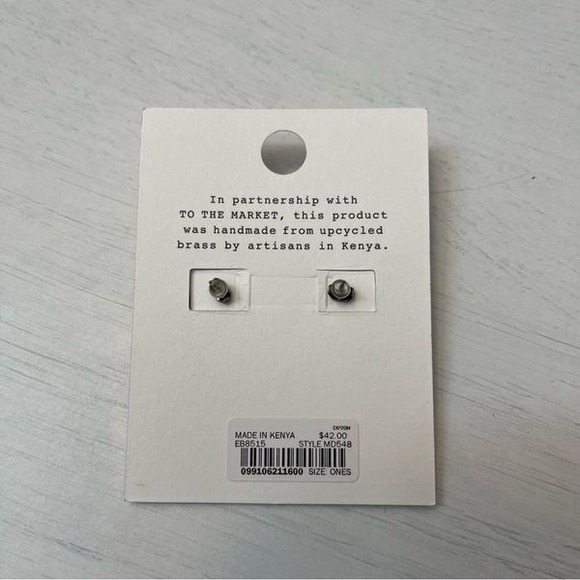 In partnership with
TO THE MARKET, this product
was handmade from upcycled
brass by artisans in Kenya.
MADE IN KENYA $42.00
EB8515 STYLE MD548
099106211600 SIZE: ONES